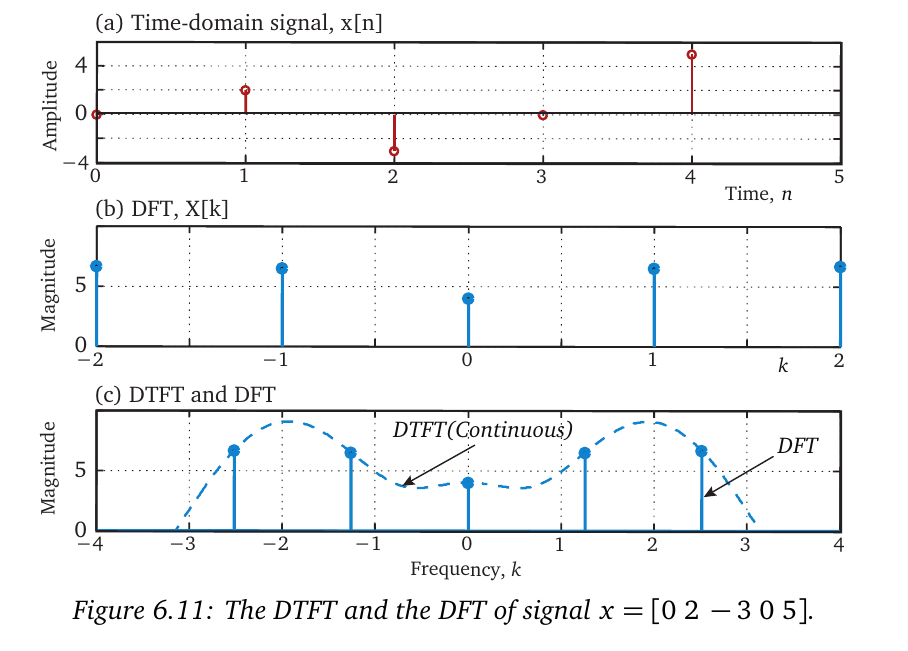 (a) Time-domain signal, x[n]
Amplitude
4
0
−4
0 1 2 3 4 5
Time, n
(b) DFT, X[k]
Magnitude
5
0
−2 −1 0 1 2
k
(c) DTFT and DFT
Magnitude
DTFT(Continuous)
DFT
5
0
−4 −3 −2 −1 0 1 2 3 4
Frequency, k
Figure 6.11: The DTFT and the DFT of signal x = [0 2 −3 0 5].